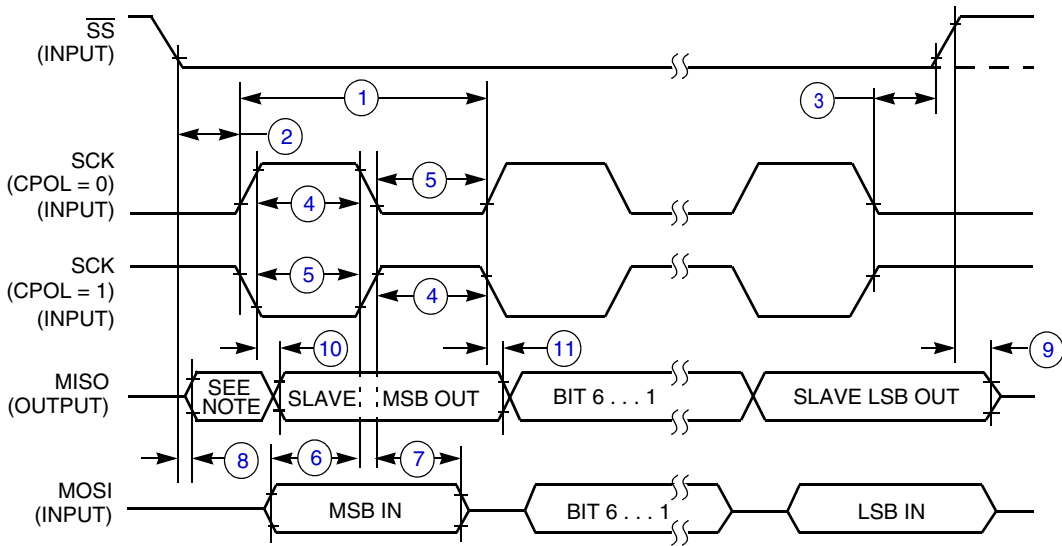 SS
(INPUT)
1
3
2
SCK
(CPOL = 0)
(INPUT)
5
4
SCK
(CPOL = 1)
(INPUT)
5
4
10
11
9
MISO
(OUTPUT)
SEE
NOTE
SLAVE
MSB OUT
BIT 6 . . . 1
SLAVE LSB OUT
8
6
7
MOSI
(INPUT)
MSB IN
BIT 6 . . . 1
LSB IN